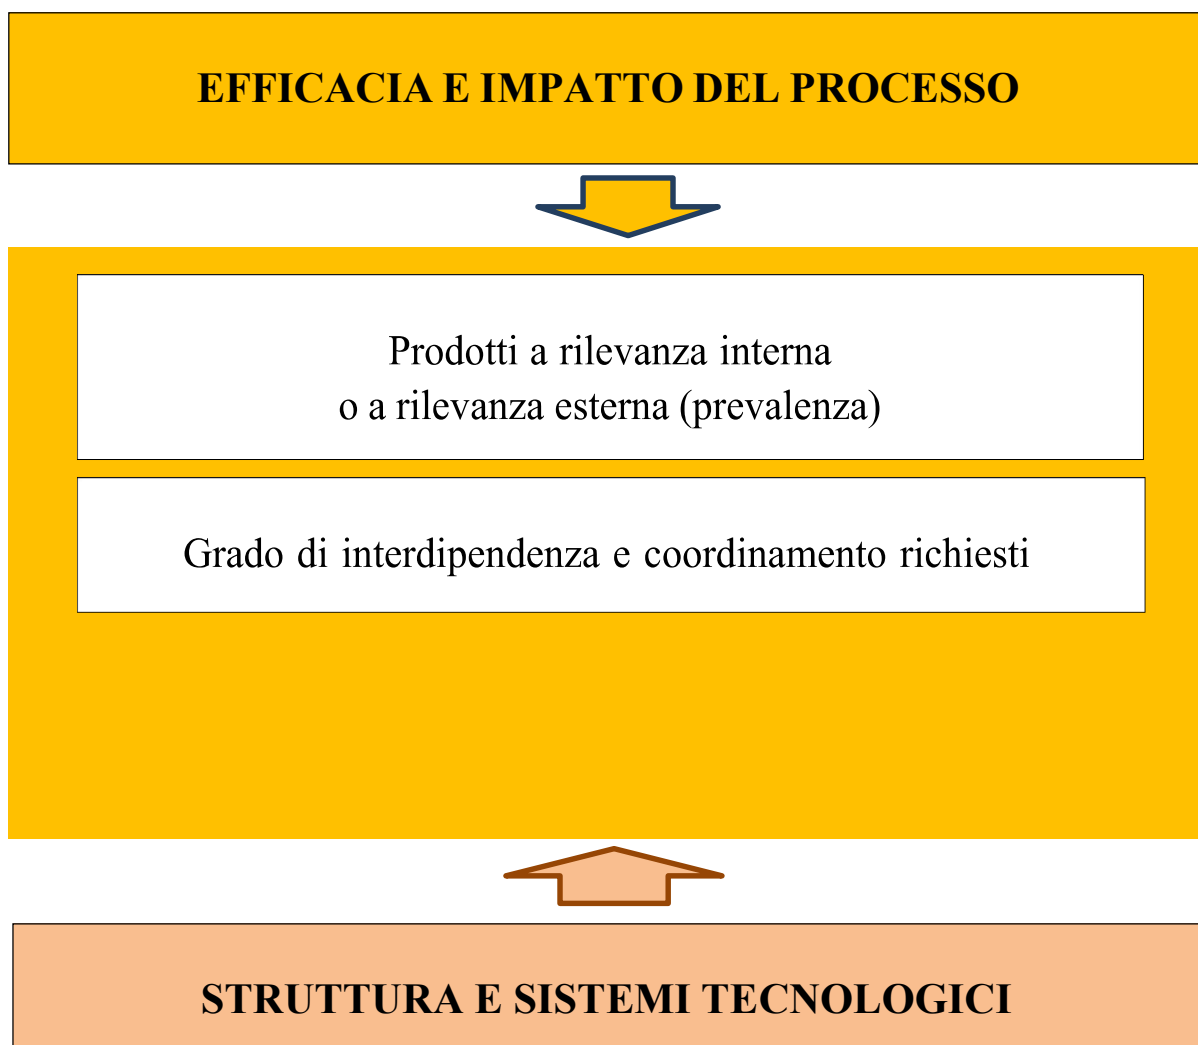 EFFICACIA E IMPATTO DEL PROCESSO
Prodotti a rilevanza interna
o a rilevanza esterna (prevalenza)
Grado di interdipendenza e coordinamento richiesti
STRUTTURA E SISTEMI TECNOLOGICI